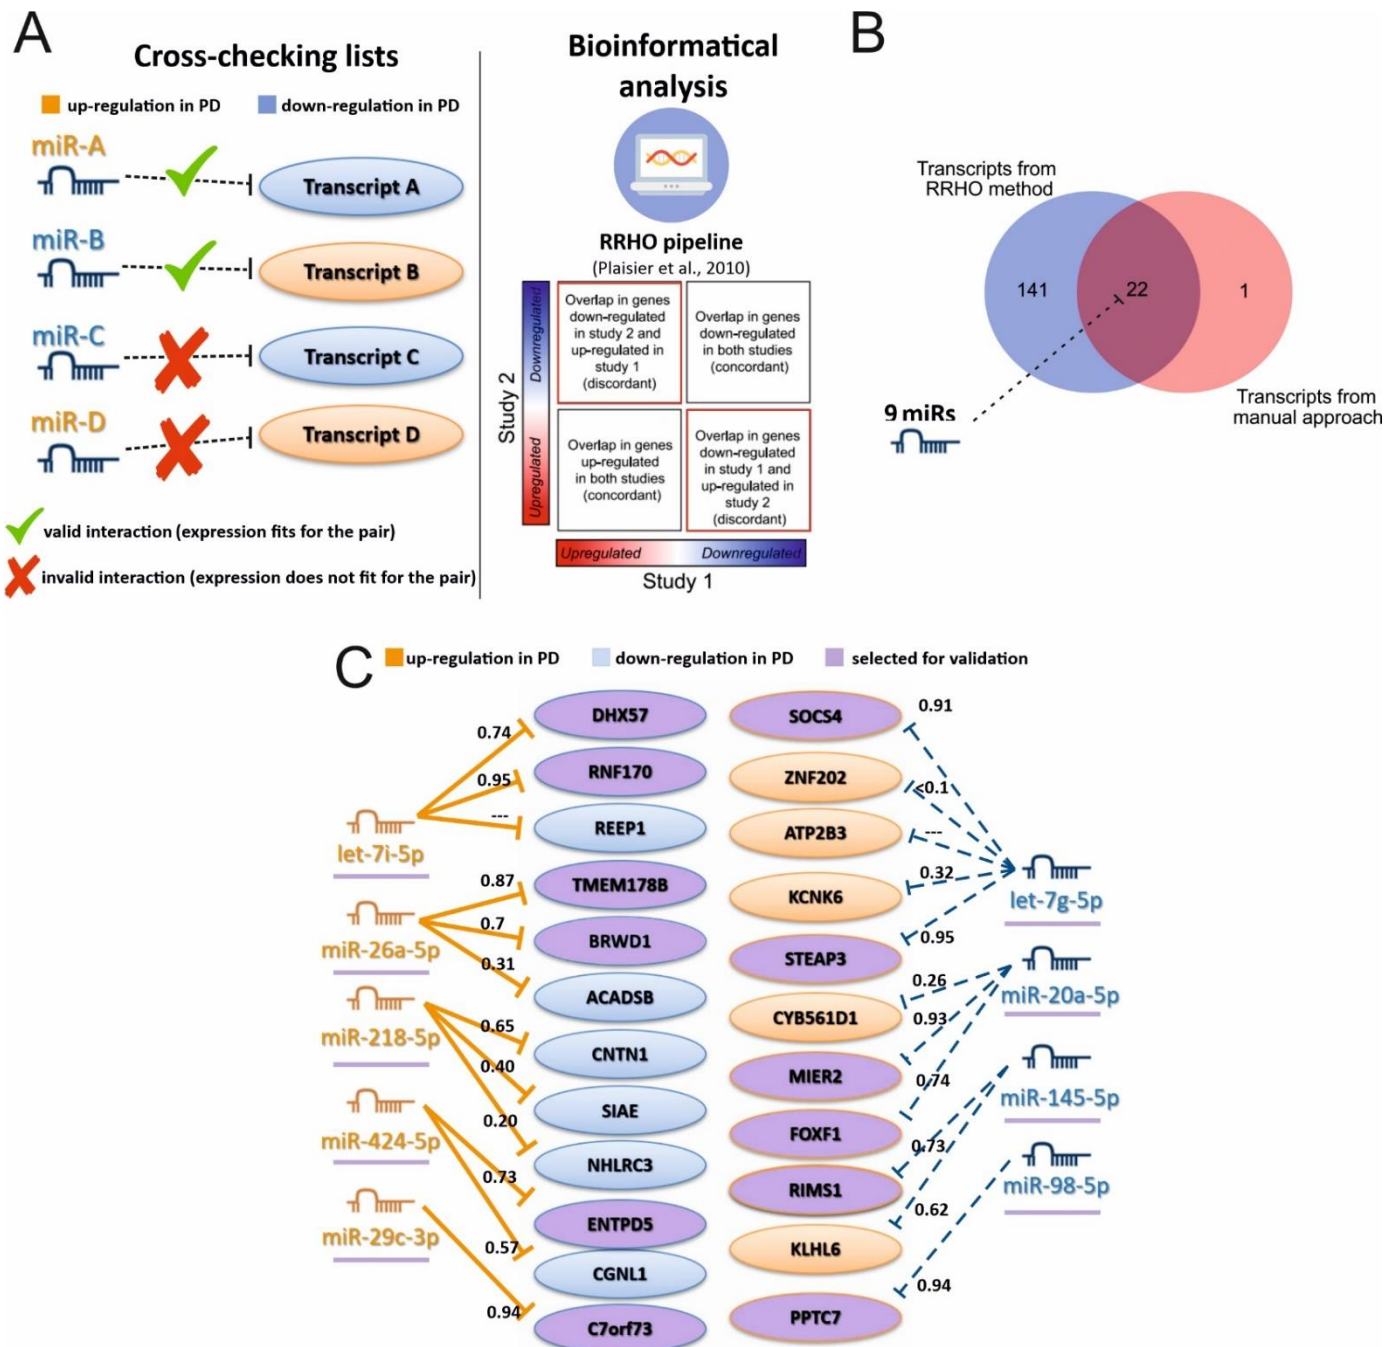 A
Cross-checking lists
up-regulation in PD
down-regulation in PD
miR-A
Transcript A
miR-B
Transcript B
miR-C
Transcript C
miR-D
Transcript D
valid interaction (expression fits for the pair)
invalid interaction (expression does not fit for the pair)
Bioinformatical
analysis
RRHO pipeline
(Plaisier et al., 2010)
Study 2
Downregulated
Upregulated
Overlap in genes
down-regulated
in study 2 and
up-regulated in
study 1
(discordant)
Overlap in genes
down-regulated
in both studies
(concordant)
Overlap in genes
up-regulated
in both studies
(concordant)
Overlap in genes
down-regulated
in study 1 and
up-regulated in
study 2
(discordant)
Upregulated
Downregulated
Study 1
B
Transcripts from
RRHO method
141
22
1
9 miRs
Transcripts from
manual approach
C
up-regulation in PD
down-regulation in PD
selected for validation
let-7i-5p
miR-26a-5p
miR-218-5p
miR-424-5p
miR-29c-3p
0.74
0.95
---
0.87
0.7
0.31
0.65
0.40
0.20
0.73
0.57
0.94
DHX57
RNF170
REEP1
TMEM178B
BRWD1
ACADSB
CNTN1
SIAE
NHLRC3
ENTPD5
CGNL1
C7orf73
SOCS4
ZNF202
ATP2B3
KCNK6
STEAP3
CYB561D1
MIER2
FOXF1
RIMS1
KLHL6
PPTC7
0.91
<0.1
---
0.32
0.95
0.26
0.93
0.74
0.73
0.62
0.94
let-7g-5p
miR-20a-5p
miR-145-5p
miR-98-5p